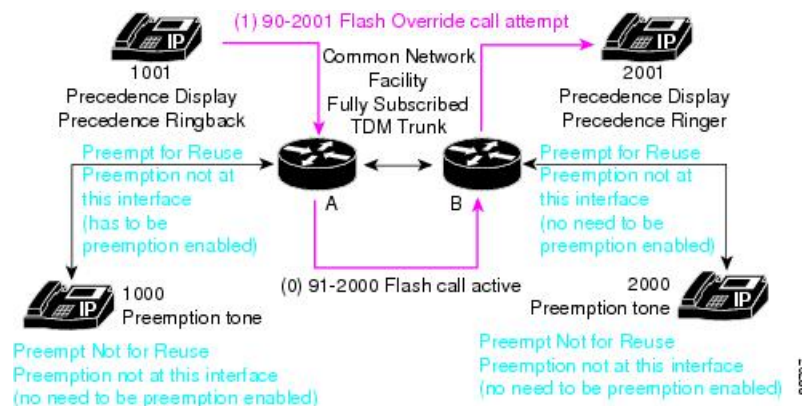 (1) 90-2001 Flash Override call attempt
IP
1001
Precedence Display
Precedence Ringback
Common Network
Facility
Fully Subscribed
TDM Trunk
IP
2001
Precedence Display
Precedence Ringer
Preempt for Reuse
Preemption not at
this interface
(has to be
preemption enabled)
A
B
Preempt for Reuse
Preemption not at
this interface
(no need to be
preemption enabled)
(0) 91-2000 Flash call active
IP
1000
Preemption tone
2000
Preemption tone
IP
Preempt Not for Reuse
Preemption not at this interface
(no need to be preemption enabled)
Preempt Not for Reuse
Preemption not at this interface
(no need to be preemption enabled)